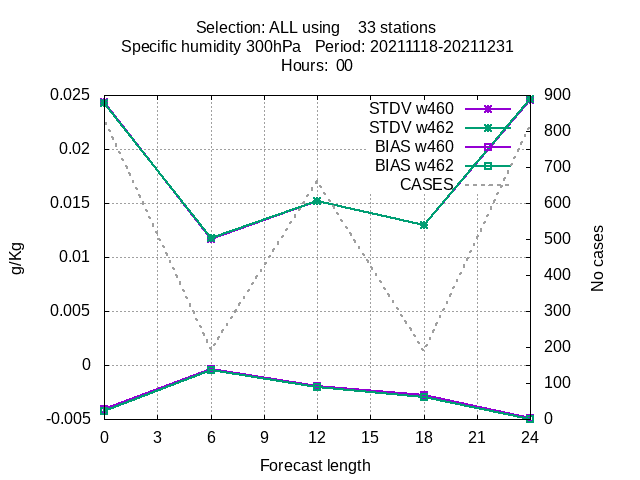 Selection: ALL using    33 stations
Specific humidity 300hPa   Period: 20211118-20211231
Hours:  00
STDV w460
STDV w462
BIAS w460
BIAS w462
CASES
0.025
0.02
0.015
0.01
0.005
0
-0.005
g/Kg
900
800
700
600
500
400
300
200
100
0
No cases
0 3 6 9 12 15 18 21 24
Forecast length